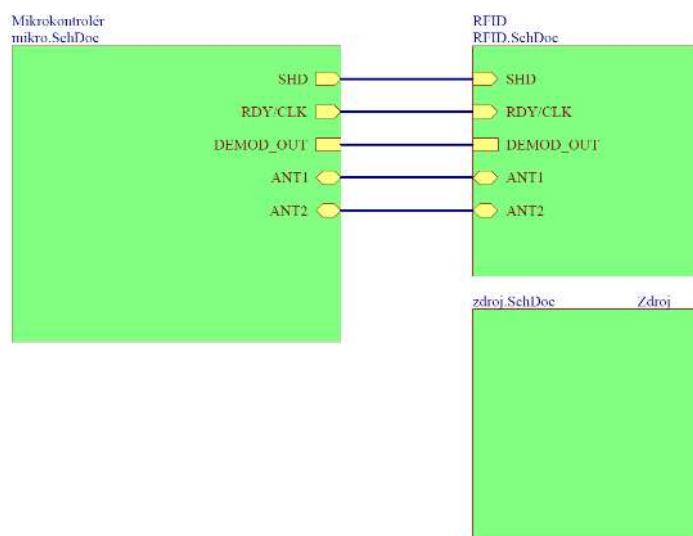 Mikrokontrolér
mikro.SchDoc
SHD
RDY/CLK
DEMOD_OUT
ANT1
ANT2
RFID
RFID.SchDoc
SHD
RDY/CLK
DEMOD_OUT
ANT1
ANT2
zdroj.SchDoc Zdroj